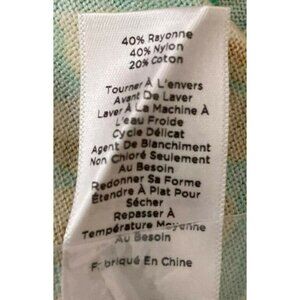 40% Rayonne
40% Nylon
20% Coton
Tourner À L'envers
Avant De Laver
Laver À La Machine À
L'eau Froide
Cycle Délicat
Agent De Blanchiment
Non Chloré Seulement
Au Besoin
Redonner Sa Forme
Étendre À Plat Pour
Sécher
Repasser À
Température Moyenne
Au Besoin
Fabriqué En Chine